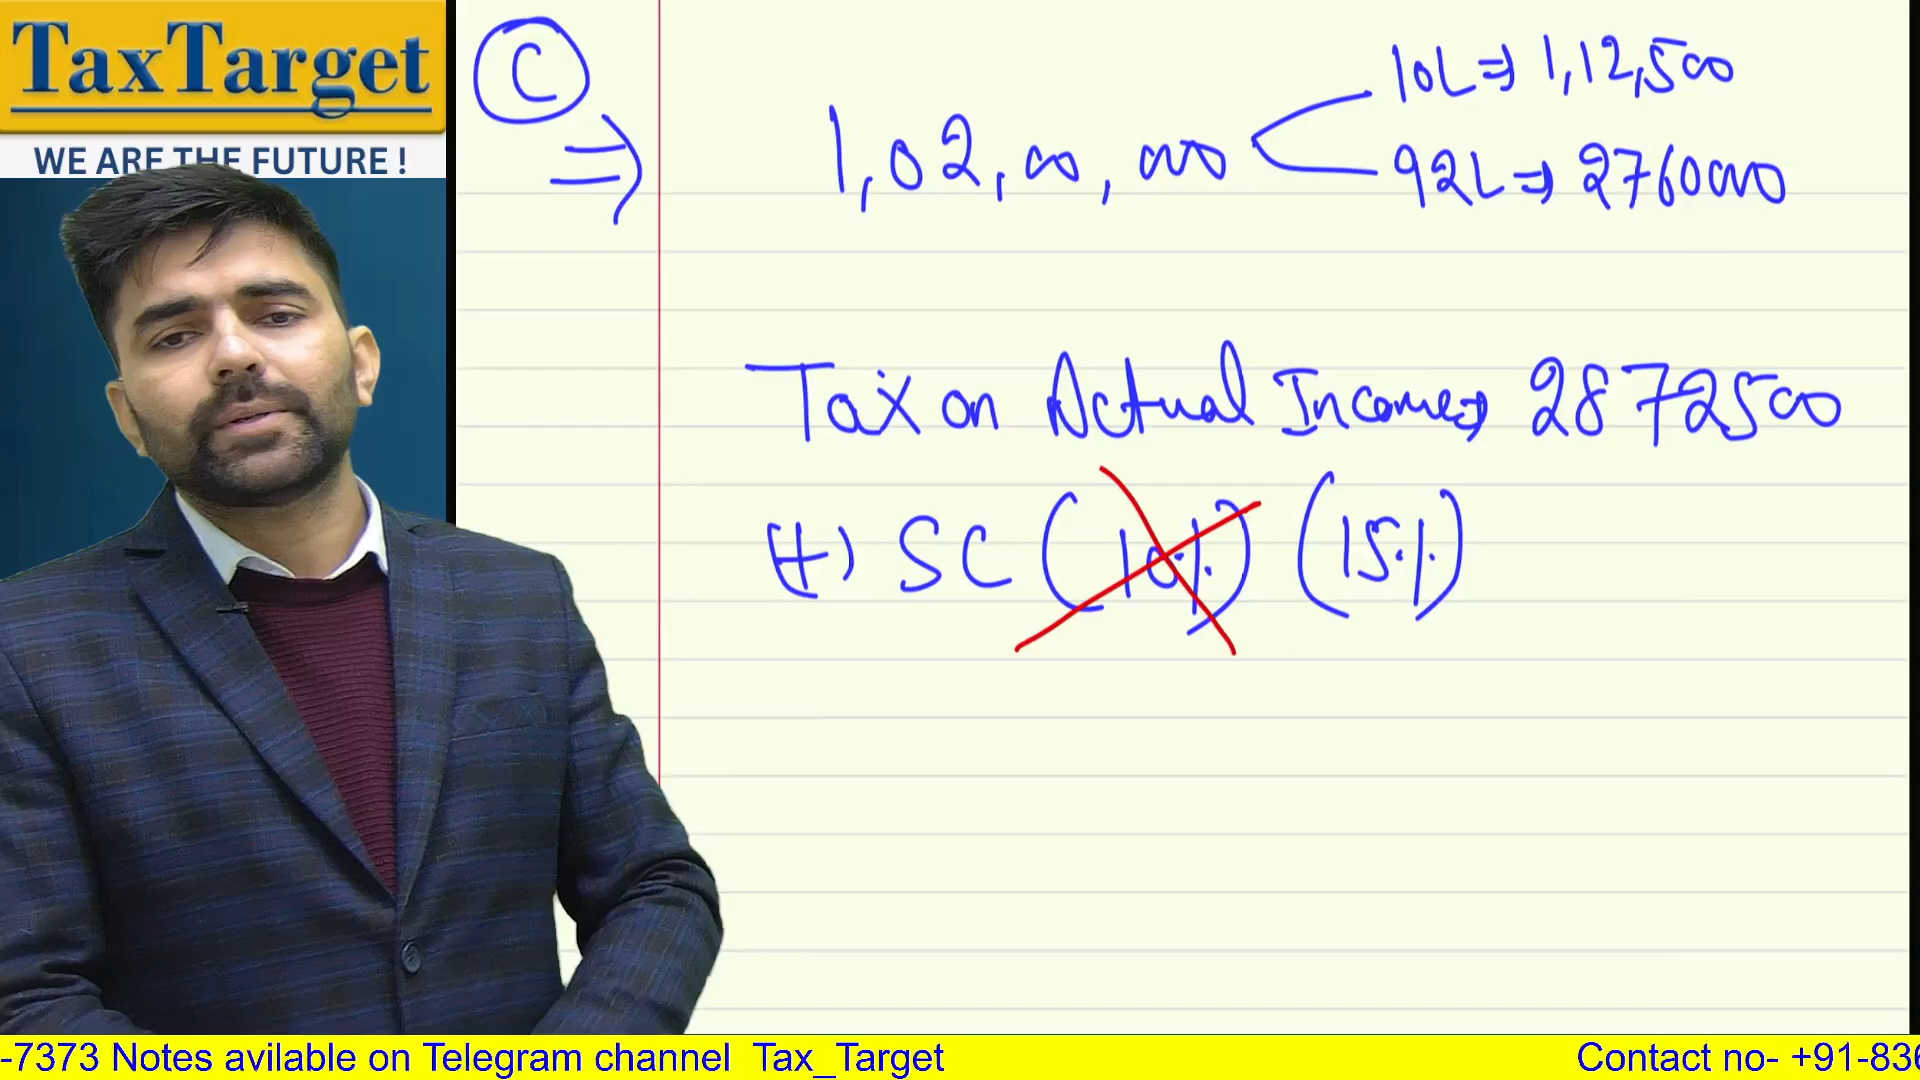 TaxTarget
WE ARE THE FUTURE !
C
⇒ 1,02,00,000
10L ⇒ 1,12,500
92L ⇒ 2760000
Tax on Actual Income ⇒ 2872500
(+) SC (10%) (15%)
-7373 Notes avilable on Telegram channel Tax_Target
Contact no- +91-836